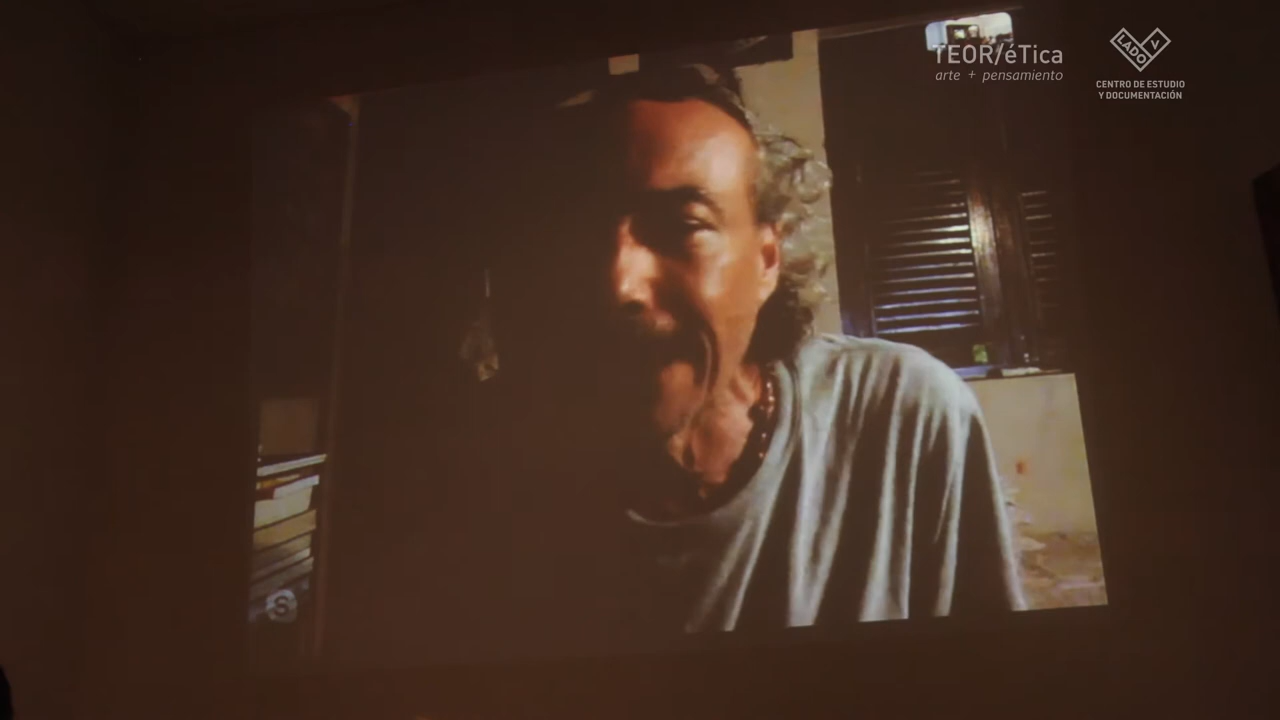 TEOR/éTica
arte + pensamiento
LADO V
CENTRO DE ESTUDIO
Y DOCUMENTACIÓN
S